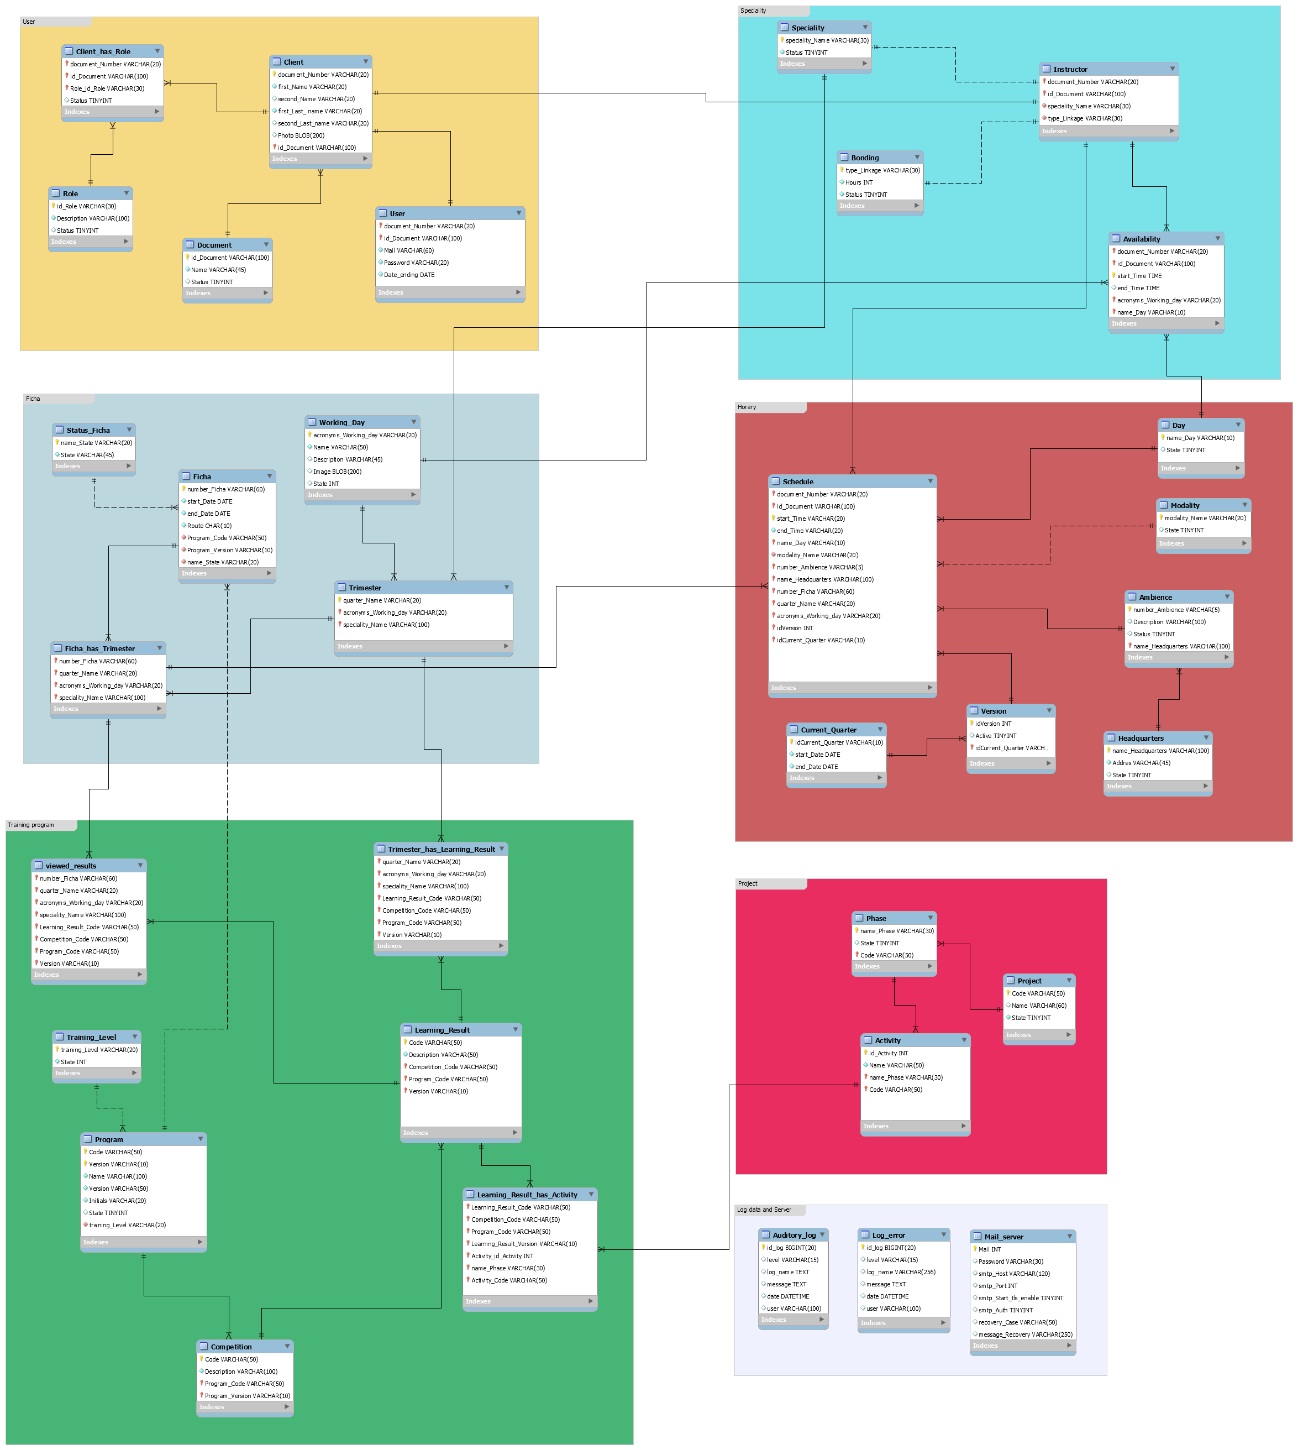 User
Client_has_Role
document_Number VARCHAR(20)
id_Document VARCHAR(100)
Role_id_Role VARCHAR(30)
Status TINYINT
Indexes
Client
document_Number VARCHAR(20)
first_Name VARCHAR(20)
second_Name VARCHAR(20)
first_Last_name VARCHAR(20)
second_Last_name VARCHAR(20)
Photo BLOB(200)
id_Document VARCHAR(100)
Indexes
Role
id_Role VARCHAR(30)
Description VARCHAR(100)
Status TINYINT
Indexes
Document
id_Document VARCHAR(100)
Name VARCHAR(45)
Status TINYINT
Indexes
User
document_Number VARCHAR(20)
id_Document VARCHAR(100)
Mail VARCHAR(60)
Password VARCHAR(20)
Date_ending DATE
Indexes
Speciality
Speciality
speciality_Name VARCHAR(30)
Status TINYINT
Indexes
Instructor
document_Number VARCHAR(20)
id_Document VARCHAR(100)
speciality_Name VARCHAR(30)
type_Linkage VARCHAR(30)
Indexes
Bonding
type_Linkage VARCHAR(30)
Hours INT
Status TINYINT
Indexes
Availability
document_Number VARCHAR(20)
id_Document VARCHAR(100)
start_Time TIME
end_Time TIME
acronyms_Working_day VARCHAR(20)
name_Day VARCHAR(10)
Indexes
Ficha
Status_Ficha
name_State VARCHAR(20)
State VARCHAR(45)
Indexes
Ficha
number_Ficha VARCHAR(60)
start_Date DATE
end_Date DATE
Route CHAR(10)
Program_Code VARCHAR(50)
Program_Version VARCHAR(10)
name_State VARCHAR(20)
Indexes
Working_Day
acronyms_Working_day VARCHAR(20)
Name VARCHAR(50)
Description VARCHAR(45)
Image BLOB(200)
State INT
Indexes
Trimester
quarter_Name VARCHAR(20)
acronyms_Working_day VARCHAR(20)
speciality_Name VARCHAR(100)
Indexes
Ficha_has_Trimester
number_Ficha VARCHAR(60)
quarter_Name VARCHAR(20)
acronyms_Working_day VARCHAR(20)
speciality_Name VARCHAR(100)
Indexes
Horary
Schedule
document_Number VARCHAR(20)
id_Document VARCHAR(100)
start_Time VARCHAR(20)
end_Time VARCHAR(20)
name_Day VARCHAR(10)
modality_Name VARCHAR(20)
number_Ambience VARCHAR(5)
name_Headquarters VARCHAR(100)
number_Ficha VARCHAR(60)
quarter_Name VARCHAR(20)
acronyms_Working_day VARCHAR(20)
idVersion INT
idCurrent_Quarter VARCHAR(10)
Indexes
Day
name_Day VARCHAR(10)
State TINYINT
Indexes
Modality
modality_Name VARCHAR(20)
State TINYINT
Indexes
Ambience
number_Ambience VARCHAR(5)
Description VARCHAR(100)
Status TINYINT
name_Headquarters VARCHAR(100)
Indexes
Version
idVersion INT
Active TINYINT
idCurrent_Quarter VARCH...
Indexes
Current_Quarter
idCurrent_Quarter VARCHAR(10)
start_Date DATE
end_Date DATE
Indexes
Headquarters
name_Headquarters VARCHAR(100)
Addres VARCHAR(45)
State TINYINT
Indexes
Training program
viewed_results
number_Ficha VARCHAR(60)
quarter_Name VARCHAR(20)
acronyms_Working_day VARCHAR(20)
speciality_Name VARCHAR(100)
Learning_Result_Code VARCHAR(50)
Competition_Code VARCHAR(50)
Program_Code VARCHAR(50)
Version VARCHAR(10)
Indexes
Trimester_has_Learning_Result
quarter_Name VARCHAR(20)
acronyms_Working_day VARCHAR(20)
speciality_Name VARCHAR(100)
Learning_Result_Code VARCHAR(50)
Competition_Code VARCHAR(50)
Program_Code VARCHAR(50)
Version VARCHAR(10)
Indexes
Training_Level
training_Level VARCHAR(20)
State INT
Indexes
Learning_Result
Code VARCHAR(50)
Description VARCHAR(50)
Competition_Code VARCHAR(50)
Program_Code VARCHAR(50)
Version VARCHAR(10)
Indexes
Program
Code VARCHAR(50)
Version VARCHAR(10)
Name VARCHAR(100)
Version VARCHAR(50)
Initials VARCHAR(20)
State TINYINT
training_Level VARCHAR(20)
Indexes
Learning_Result_has_Activity
Learning_Result_Code VARCHAR(50)
Competition_Code VARCHAR(50)
Program_Code VARCHAR(50)
Learning_Result_Version VARCHAR(10)
Activity_id_Activity INT
name_Phase VARCHAR(30)
Activity_Code VARCHAR(50)
Indexes
Competition
Code VARCHAR(50)
Description VARCHAR(100)
Program_Code VARCHAR(50)
Program_Version VARCHAR(10)
Indexes
Project
Phase
name_Phase VARCHAR(30)
State TINYINT
Code VARCHAR(50)
Indexes
Project
Code VARCHAR(50)
Name VARCHAR(60)
State TINYINT
Indexes
Activity
id_Activity INT
Name VARCHAR(50)
name_Phase VARCHAR(30)
Code VARCHAR(50)
Indexes
Log data and Server
Auditory_log
id_log BIGINT(20)
level VARCHAR(15)
log_name TEXT
message TEXT
date DATETIME
user VARCHAR(100)
Indexes
Log_error
id_log BIGINT(20)
level VARCHAR(15)
log_name VARCHAR(256)
message TEXT
date DATETIME
user VARCHAR(100)
Indexes
Mail_server
Mail INT
Password VARCHAR(30)
smtp_Host VARCHAR(120)
smtp_Port INT
smtp_Start_tls_enable TINYINT
smtp_Auth TINYINT
recovery_Case VARCHAR(50)
message_Recovery VARCHAR(250)
Indexes